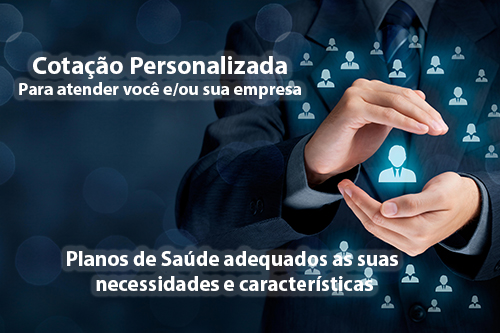 Cotação Personalizada
Para atender você e/ou sua empresa
Planos de Saúde adequados as suas
necessidades e características